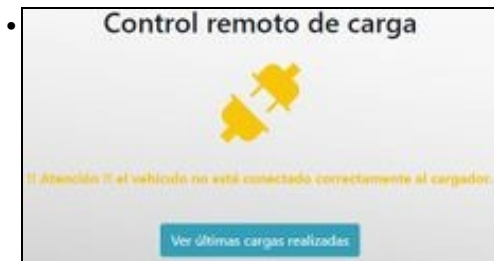 Control remoto de carga
!! Atención !! el vehículo no está conectado correctamente al cargador.
Ver últimas cargas realizadas